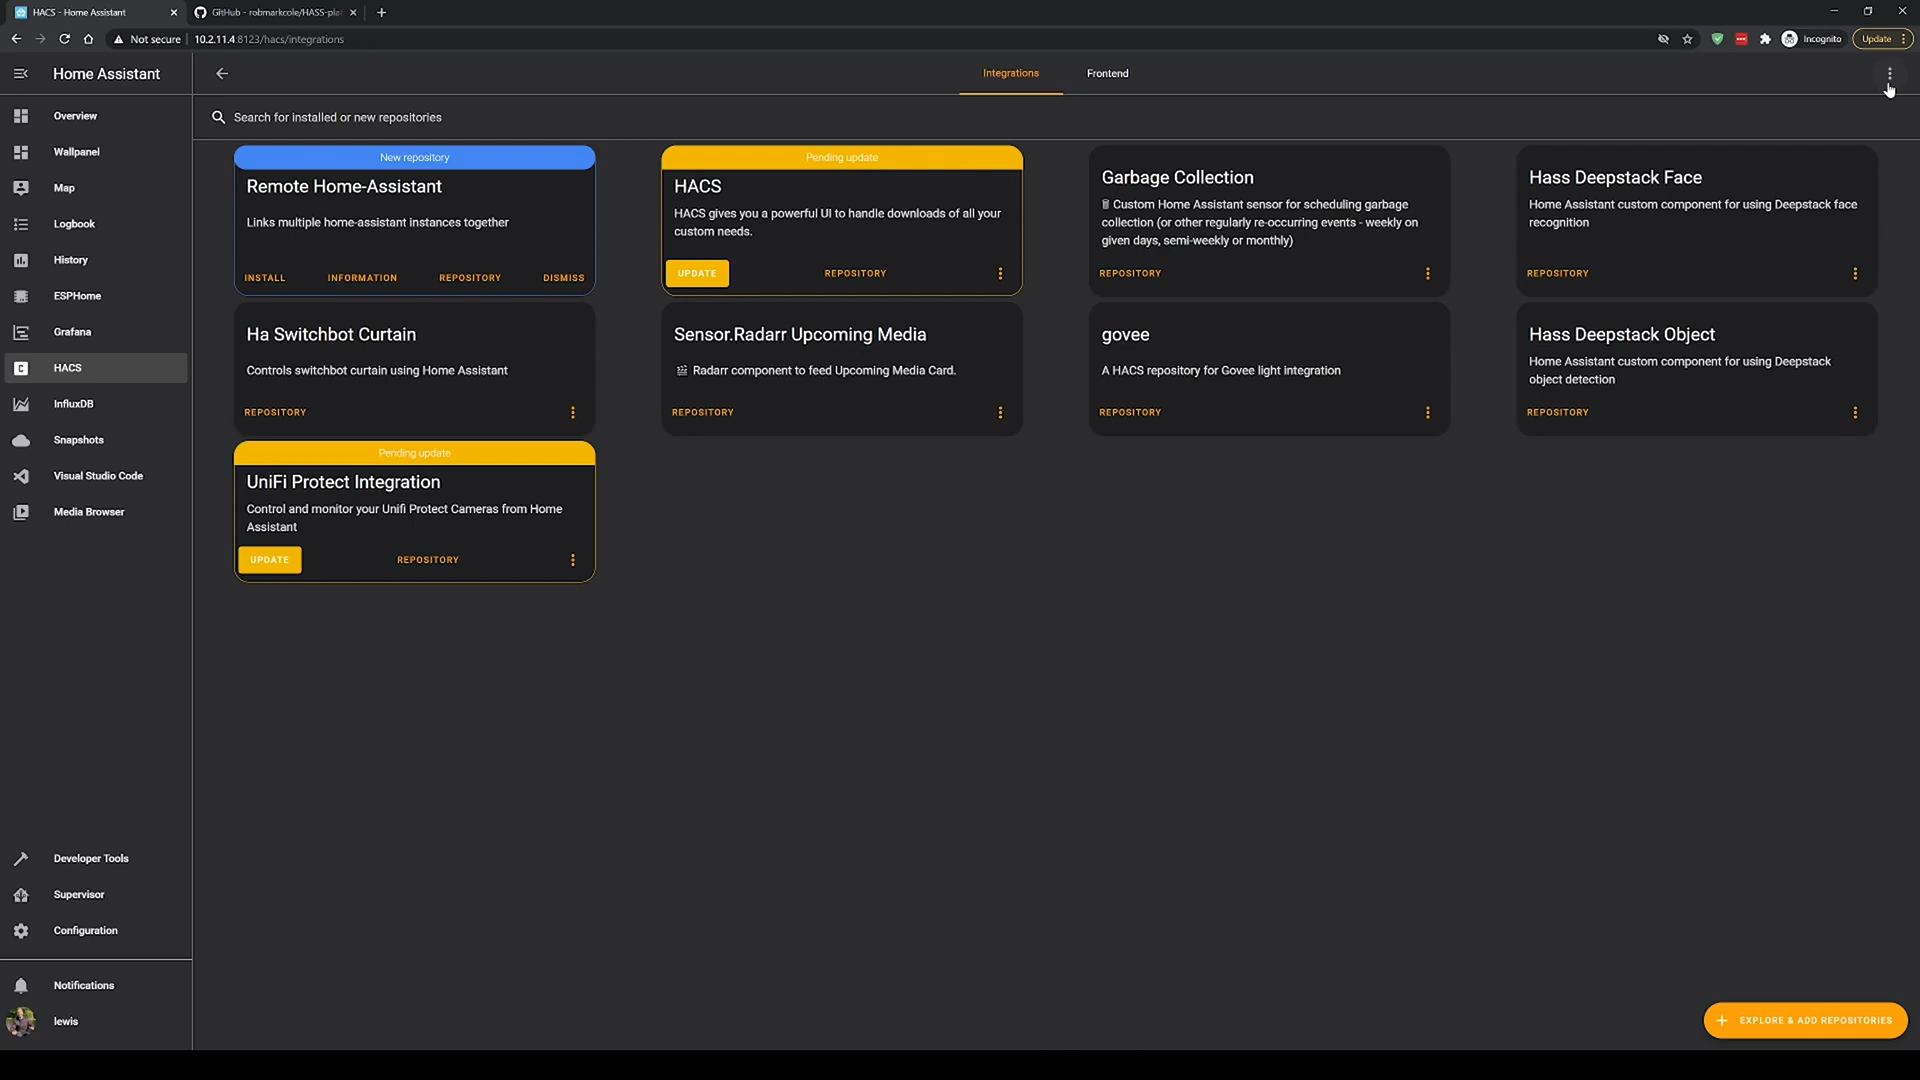 HACS - Home Assistant
GitHub - robmarkcole/HASS-pla
Not secure
10.2.11.4:8123/hacs/integrations
Incognito
Update
Home Assistant
Integrations
Frontend
Search for installed or new repositories
Overview
Wallpanel
Map
Logbook
History
ESPHome
Grafana
HACS
InfluxDB
Snapshots
Visual Studio Code
Media Browser
Developer Tools
Supervisor
Configuration
Notifications
lewis
New repository
Remote Home-Assistant
Links multiple home-assistant instances together
INSTALL
INFORMATION
REPOSITORY
DISMISS
Pending update
HACS
HACS gives you a powerful UI to handle downloads of all your
custom needs.
UPDATE
REPOSITORY
Garbage Collection
Custom Home Assistant sensor for scheduling garbage
collection (or other regularly re-occurring events - weekly on
given days, semi-weekly or monthly)
REPOSITORY
Hass Deepstack Face
Home Assistant custom component for using Deepstack face
recognition
REPOSITORY
Ha Switchbot Curtain
Controls switchbot curtain using Home Assistant
REPOSITORY
Sensor.Radarr Upcoming Media
Radarr component to feed Upcoming Media Card.
REPOSITORY
govee
A HACS repository for Govee light integration
REPOSITORY
Hass Deepstack Object
Home Assistant custom component for using Deepstack
object detection
REPOSITORY
Pending update
UniFi Protect Integration
Control and monitor your Unifi Protect Cameras from Home
Assistant
UPDATE
REPOSITORY
EXPLORE & ADD REPOSITORIES